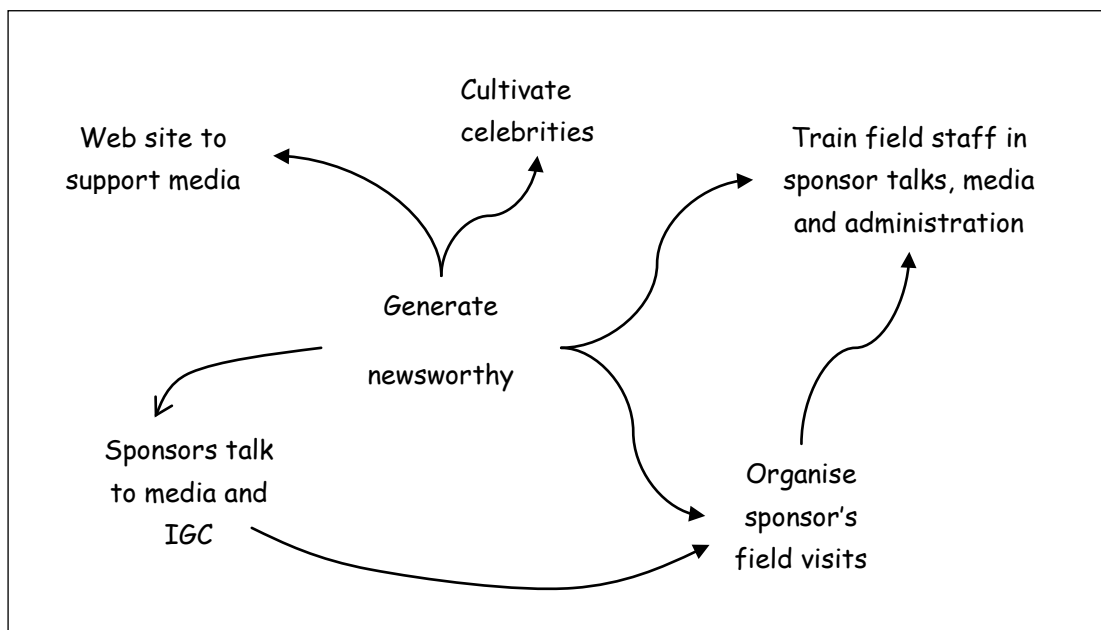 Cultivate
celebrities
Web site to
support media
Train field staff in
sponsor talks, media
and administration
Generate
newsworthy
Sponsors talk
to media and
IGC
Organise
sponsor’s
field visits